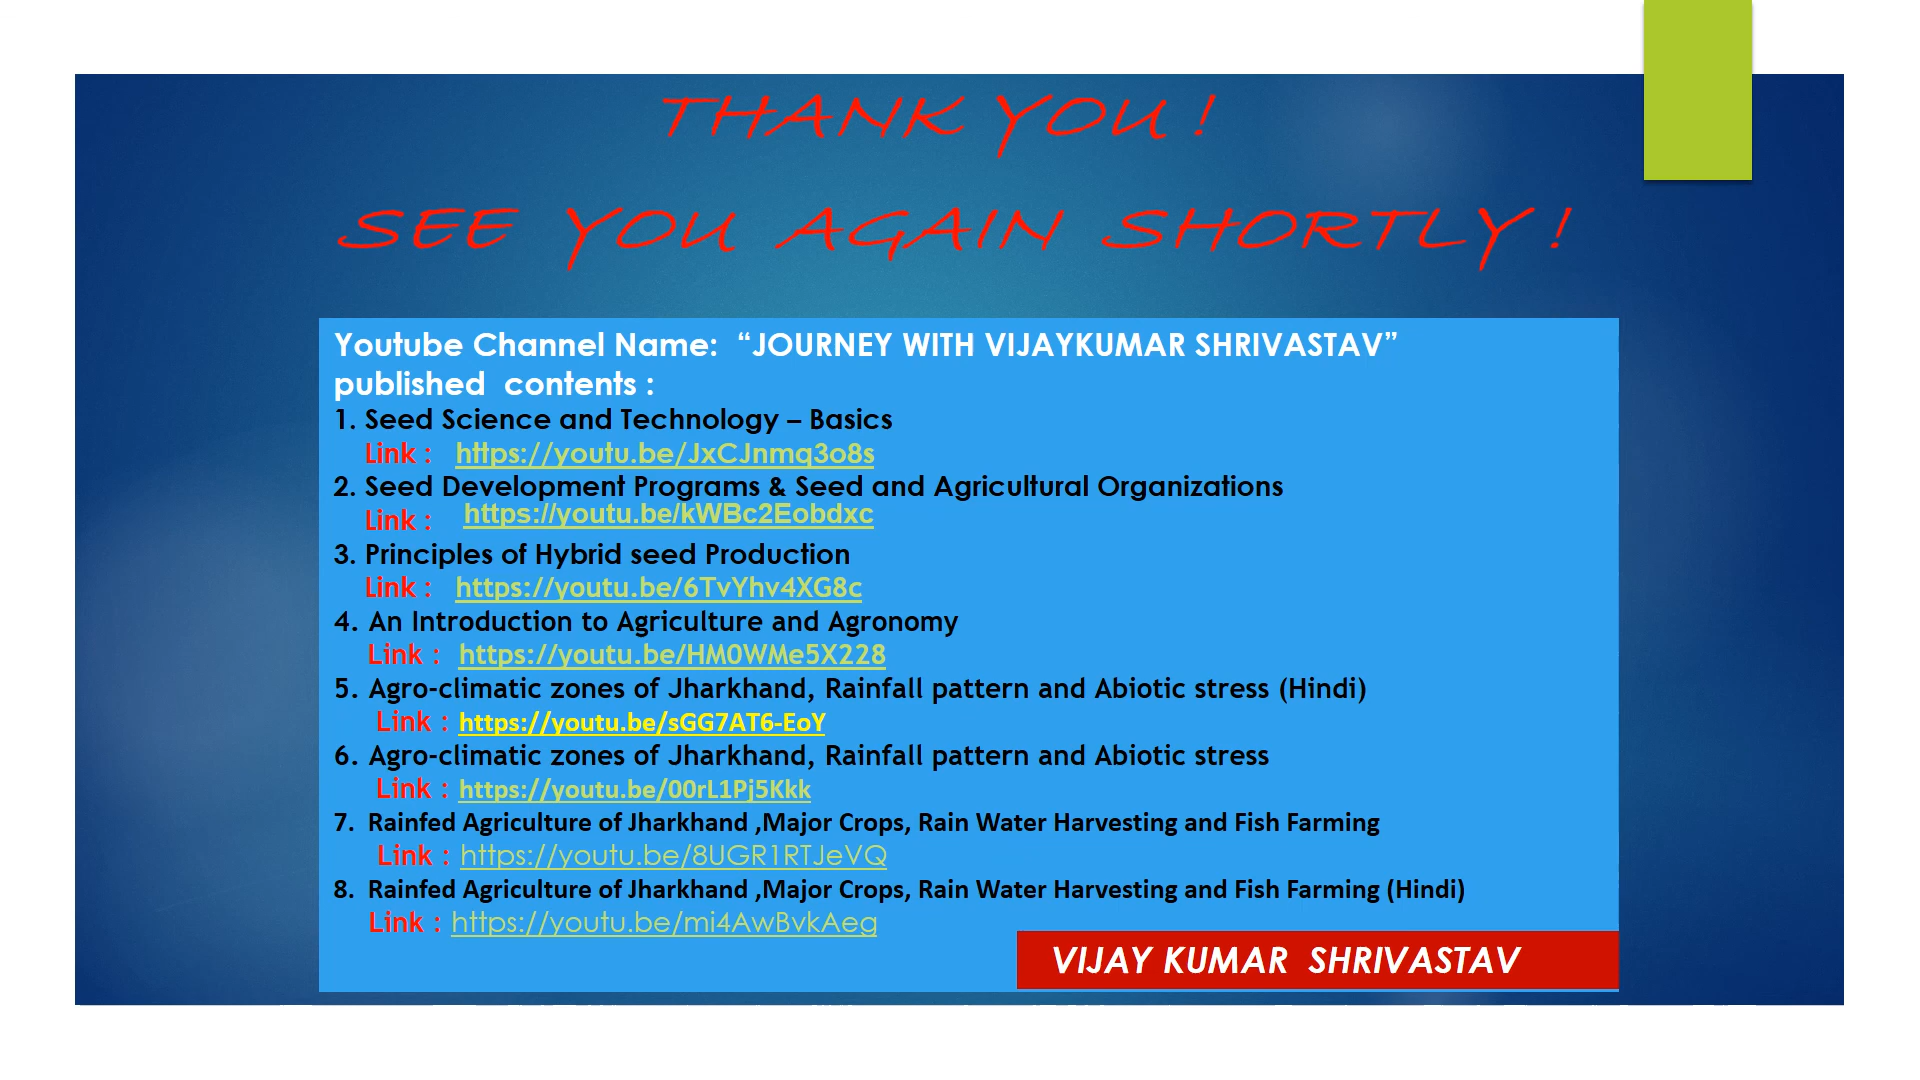 THANK YOU !
SEE YOU AGAIN SHORTLY !
Youtube Channel Name: “JOURNEY WITH VIJAYKUMAR SHRIVASTAV”
published contents :
1. Seed Science and Technology – Basics
Link : https://youtu.be/JxCJnmq3o8s
2. Seed Development Programs & Seed and Agricultural Organizations
Link : https://youtu.be/kWBc2Eobdxc
3. Principles of Hybrid seed Production
Link : https://youtu.be/6TvYhv4XG8c
4. An Introduction to Agriculture and Agronomy
Link : https://youtu.be/HM0WMe5X228
5. Agro-climatic zones of Jharkhand, Rainfall pattern and Abiotic stress (Hindi)
Link : https://youtu.be/sGG7AT6-EoY
6. Agro-climatic zones of Jharkhand, Rainfall pattern and Abiotic stress
Link : https://youtu.be/00rL1Pj5Kkk
7. Rainfed Agriculture of Jharkhand ,Major Crops, Rain Water Harvesting and Fish Farming
Link : https://youtu.be/8UGR1RTJeVQ
8. Rainfed Agriculture of Jharkhand ,Major Crops, Rain Water Harvesting and Fish Farming (Hindi)
Link : https://youtu.be/mi4AwBvkAeg
VIJAY KUMAR SHRIVASTAV